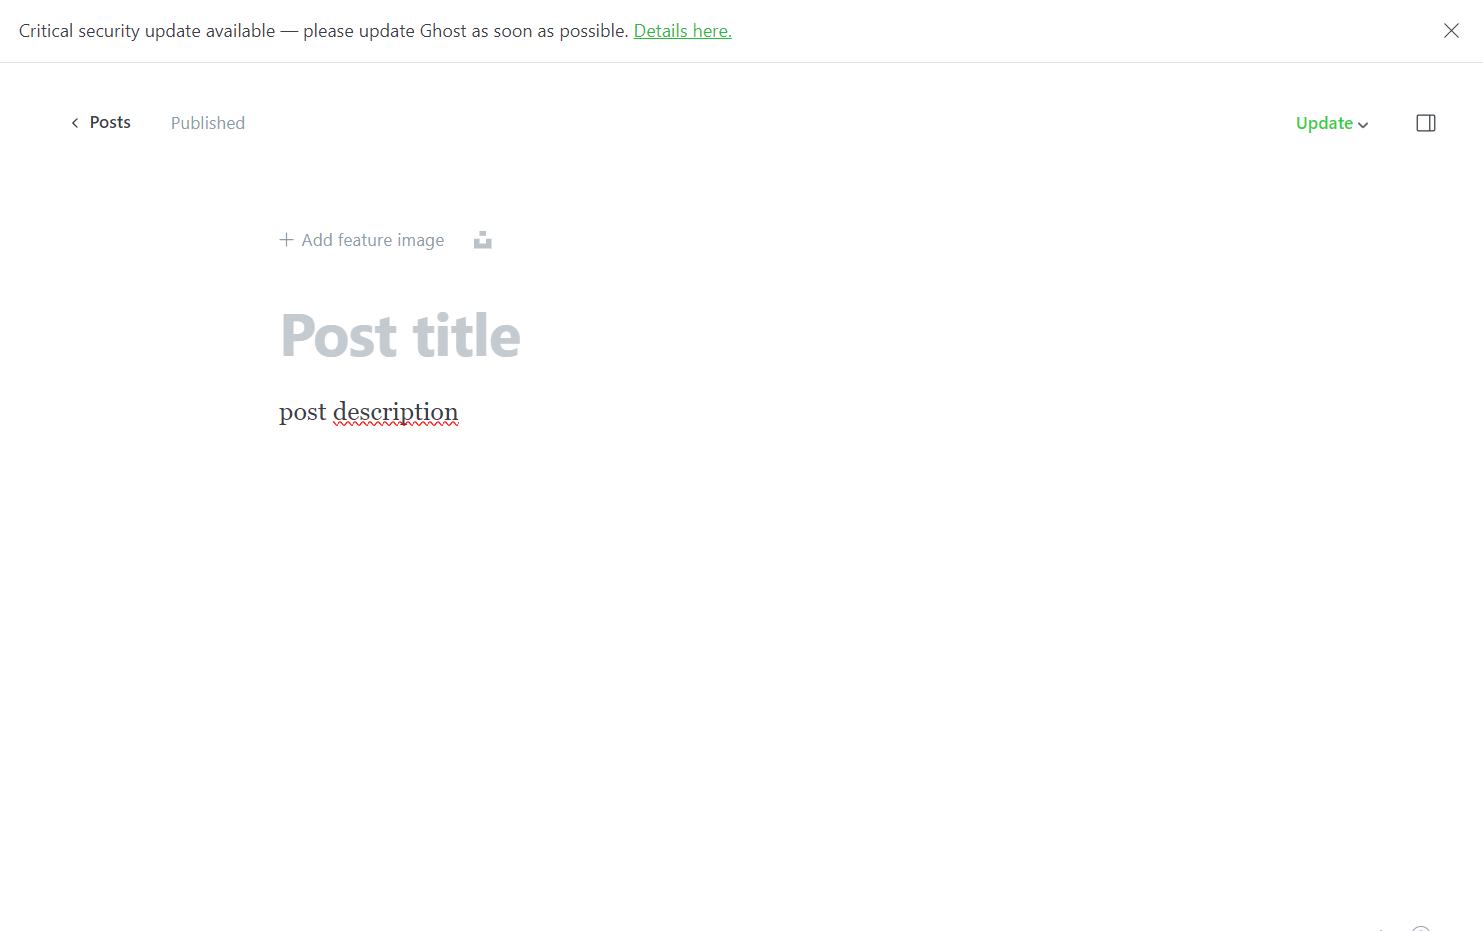 Critical security update available — please update Ghost as soon as possible. Details here.
Posts Published Update
Add feature image
Post title
post description